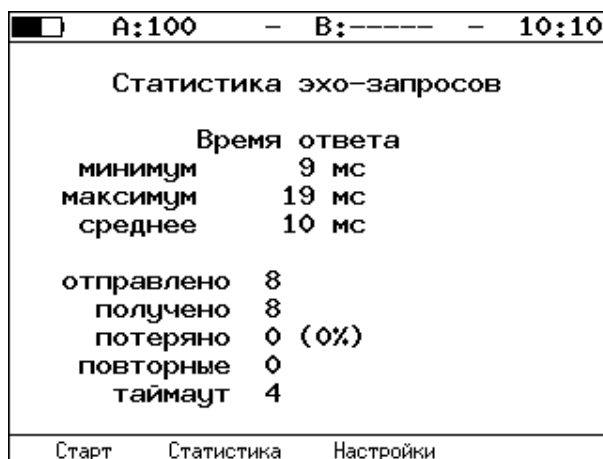 A:100 – B:----- – 10:10
Статистика эхо-запросов
Время ответа
минимум 9 мс
максимум 19 мс
среднее 10 мс
отправлено 8
получено 8
потеряно 0 (0%)
повторные 0
таймаут 4
Старт Статистика Настройки